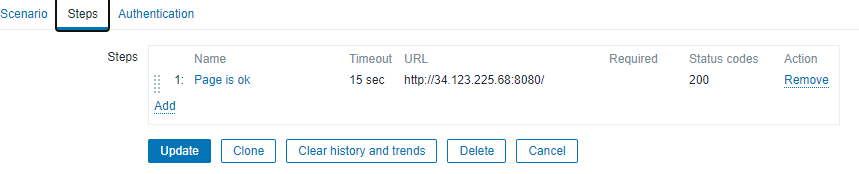 Scenario Steps Authentication
Steps Name Timeout URL Required Status codes Action
1: Page is ok 15 sec http://34.123.225.68:8080/ 200 Remove
Add
Update Clone Clear history and trends Delete Cancel